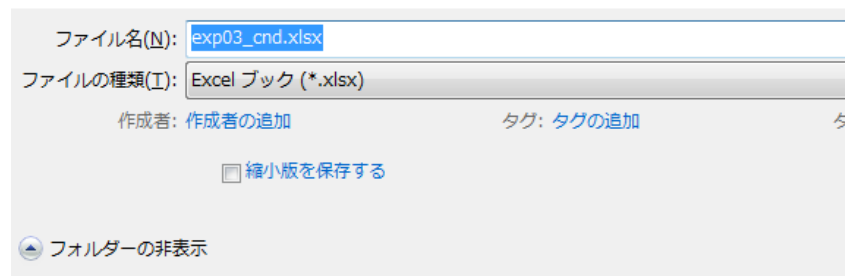 ファイル名(N): exp03_cnd.xlsx
ファイルの種類(T): Excel ブック (*.xlsx)
作成者: 作成者の追加 タグ: タグの追加
縮小版を保存する
フォルダーの非表示